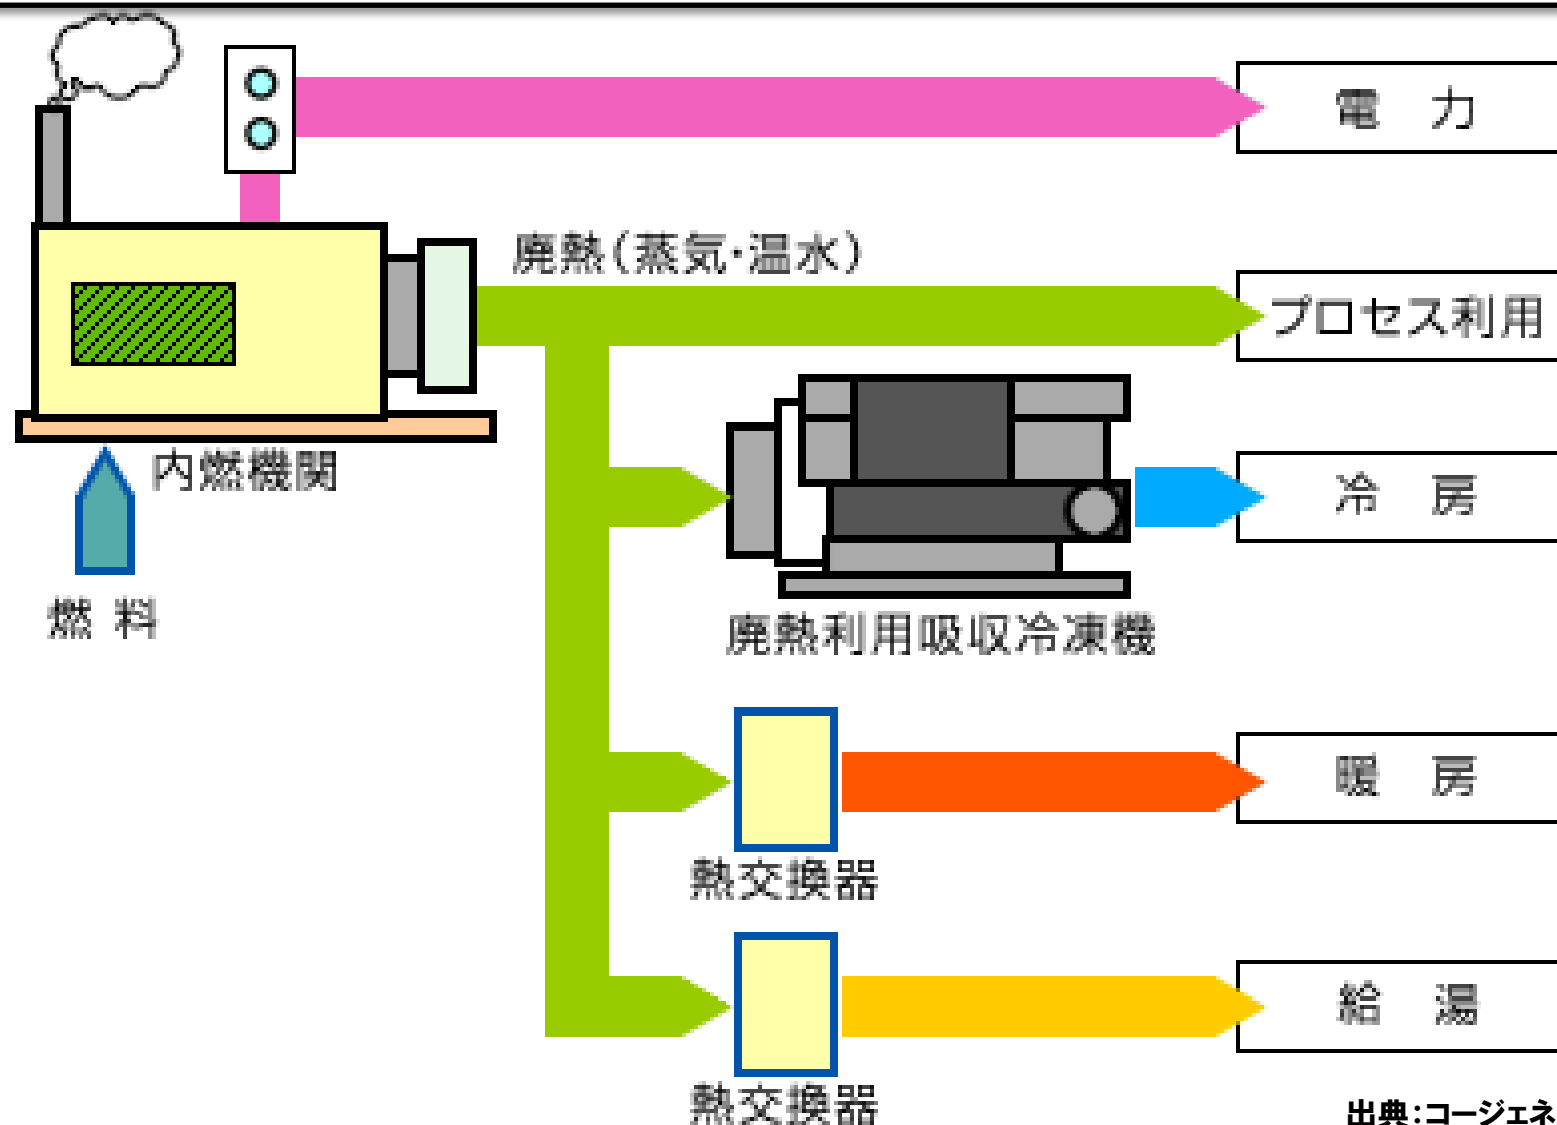 電 力
廃熱(蒸気・温水)
プロセス利用
内燃機関
冷 房
燃 料
廃熱利用吸収冷凍機
暖 房
熱交換器
給 湯
熱交換器
出典：コージェネ